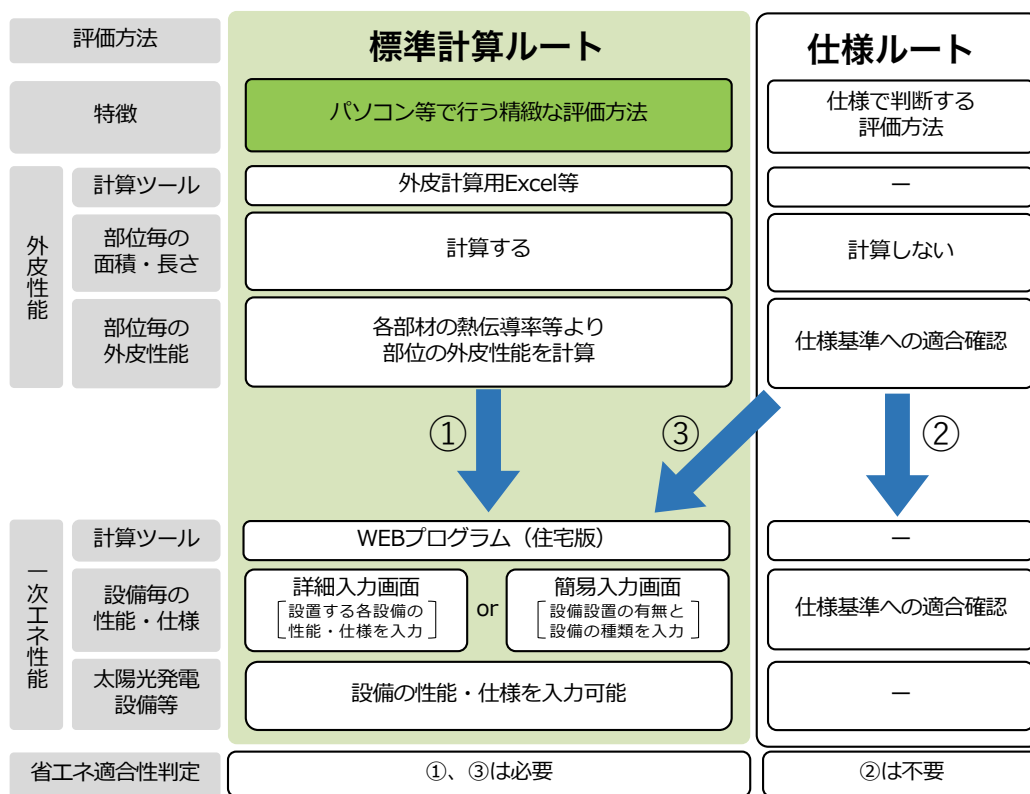 評価方法
標準計算ルート
仕様ルート
特徴
パソコン等で行う精緻な評価方法
仕様で判断する
評価方法
外皮性能
計算ツール
外皮計算用Excel等
－
部位毎の
面積・長さ
計算する
計算しない
部位毎の
外皮性能
各部材の熱伝導率等より
部位の外皮性能を計算
仕様基準への適合確認
①
③
②
一次エネ性能
計算ツール
WEBプログラム（住宅版）
－
設備毎の
性能・仕様
詳細入力画面
設置する各設備の
性能・仕様を入力
or
簡易入力画面
設備設置の有無と
設備の種類を入力
仕様基準への適合確認
太陽光発電
設備等
設備の性能・仕様を入力可能
－
省エネ適合性判定
①、③は必要
②は不要